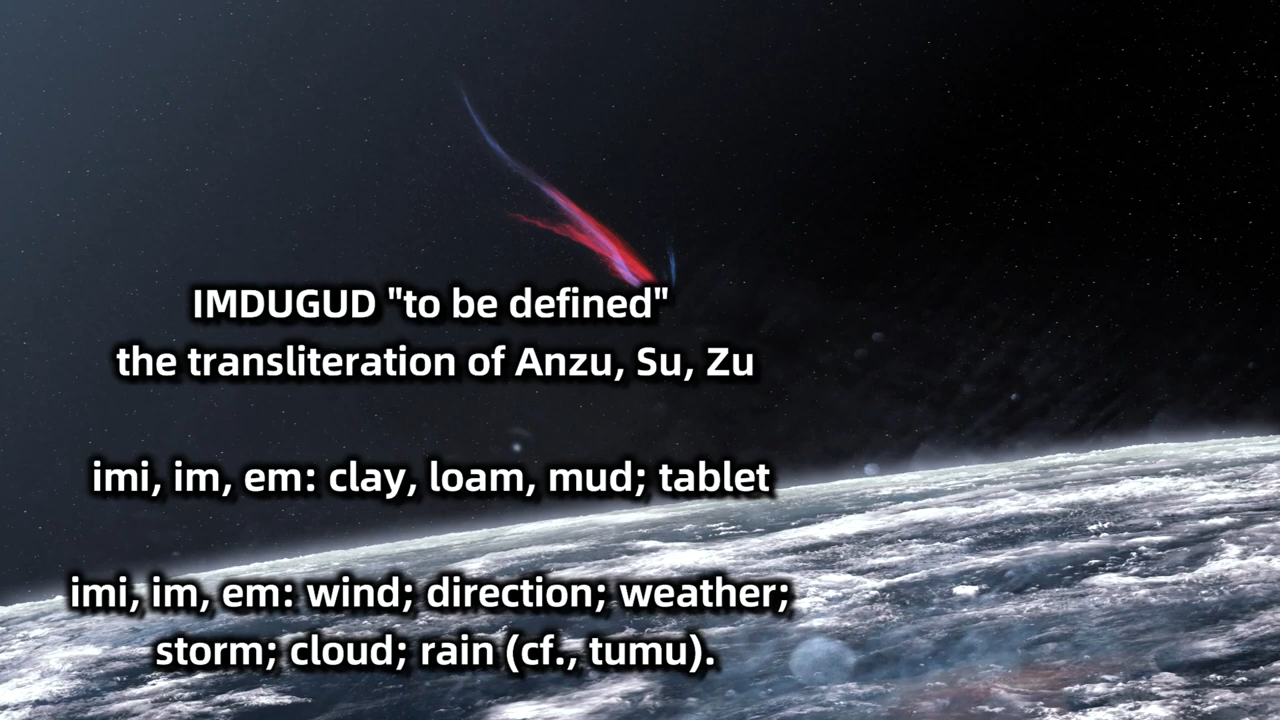 IMDUGUD "to be defined"
the transliteration of Anzu, Su, Zu
imi, im, em: clay, loam, mud; tablet
imi, im, em: wind; direction; weather;
storm; cloud; rain (cf., tumu).